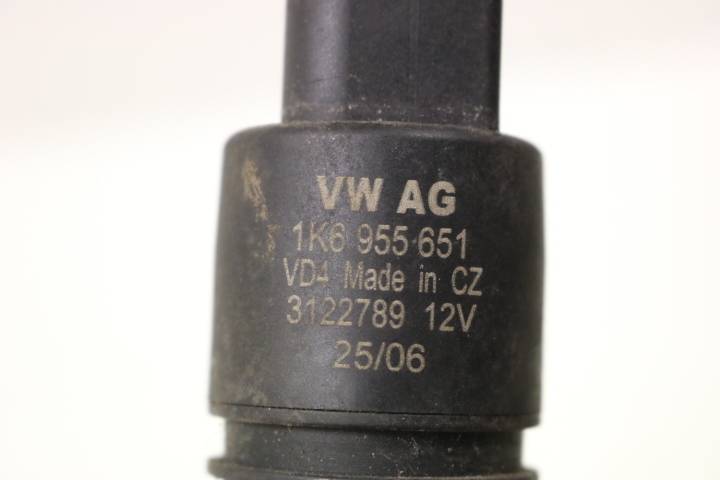 VW AG
1K6 955 651
VD4 Made in CZ
3122789 12V
25/06